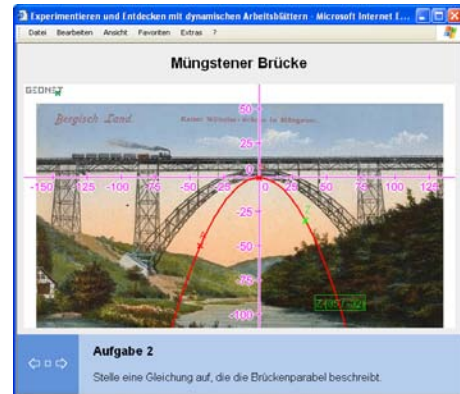 Experimentieren und Entdecken mit dynamischen Arbeitsblättern - Microsoft Internet E...
Datei Bearbeiten Ansicht Favoriten Extras ?
Müngstener Brücke
GEONET
Bergisch Land.
50
25
-150 -125 -100 -75 -50 -25 0 25 50 75 100 125
-25
-50
-75
-100
Aufgabe 2
Stelle eine Gleichung auf, die die Brückenparabel beschreibt.